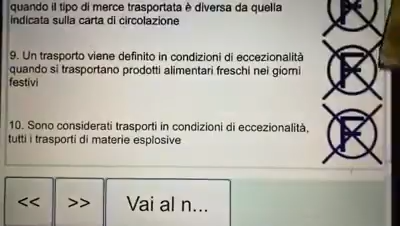 quando il tipo di merce trasportata è diversa da quella
indicata sulla carta di circolazione
9. Un trasporto viene definito in condizioni di eccezionalità
quando si trasportano prodotti alimentari freschi nei giorni
festivi
F
10. Sono considerati trasporti in condizioni di eccezionalità,
tutti i trasporti di materie esplosive
F
<< >> Vai al n...